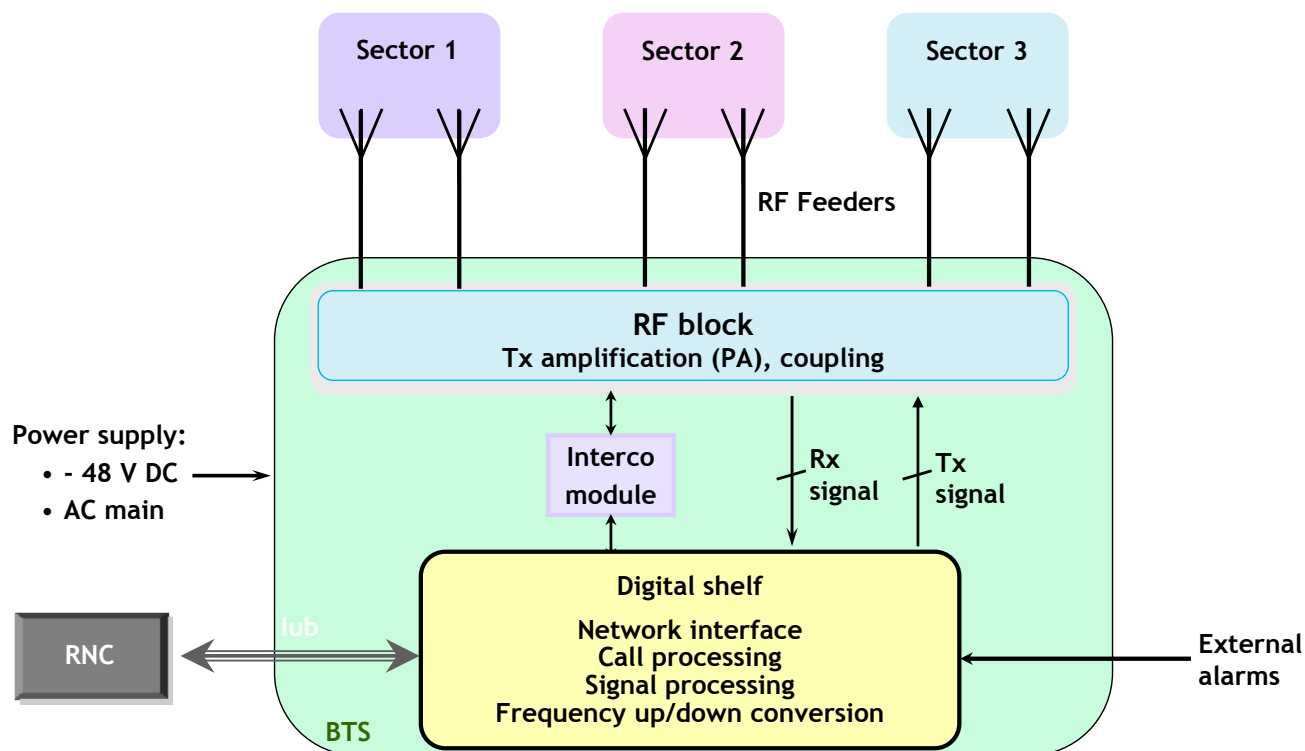 Sector 1
Sector 2
Sector 3
RF Feeders
RF block
Tx amplification (PA), coupling
Power supply:
• - 48 V DC
• AC main
Interco
module
Rx
signal
Tx
signal
Digital shelf
Network interface
Call processing
Signal processing
Frequency up/down conversion
RNC
Iub
External
alarms
BTS